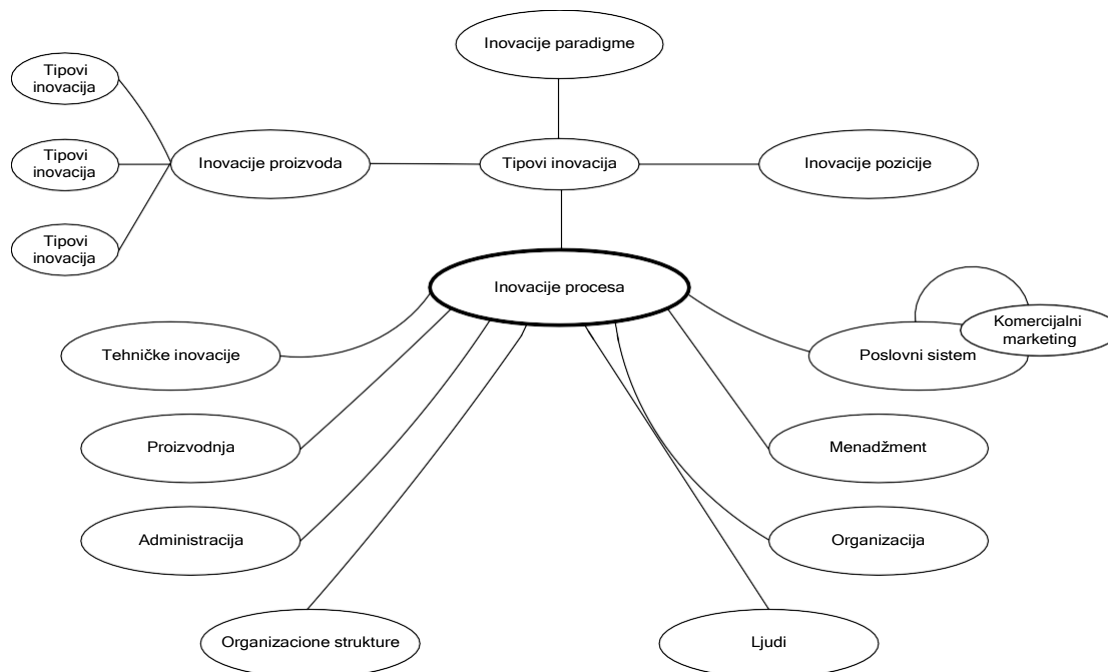 Inovacije paradigme
Tipovi
inovacija
Tipovi
inovacija
Tipovi
inovacija
Inovacije proizvoda
Tipovi inovacija
Inovacije pozicije
Inovacije procesa
Tehničke inovacije
Komercijalni
marketing
Poslovni sistem
Proizvodnja
Menadžment
Administracija
Organizacija
Organizacione strukture
Ljudi